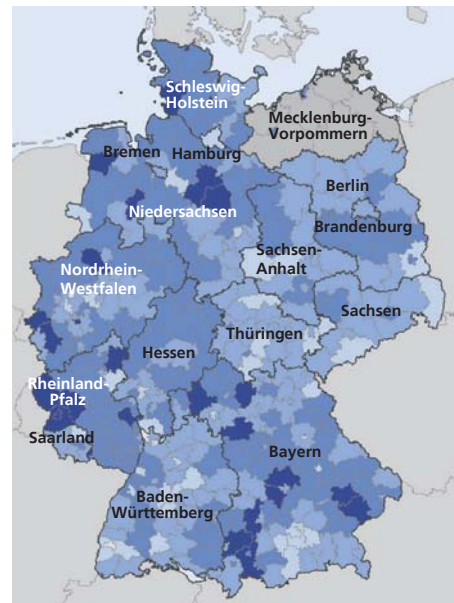 Schleswig-
Holstein
Mecklenburg-
Vorpommern
Bremen
Hamburg
Berlin
Niedersachsen
Brandenburg
Sachsen-
Anhalt
Nordrhein-
Westfalen
Sachsen
Thüringen
Hessen
Rheinland-
Pfalz
Saarland
Bayern
Baden-
Württemberg